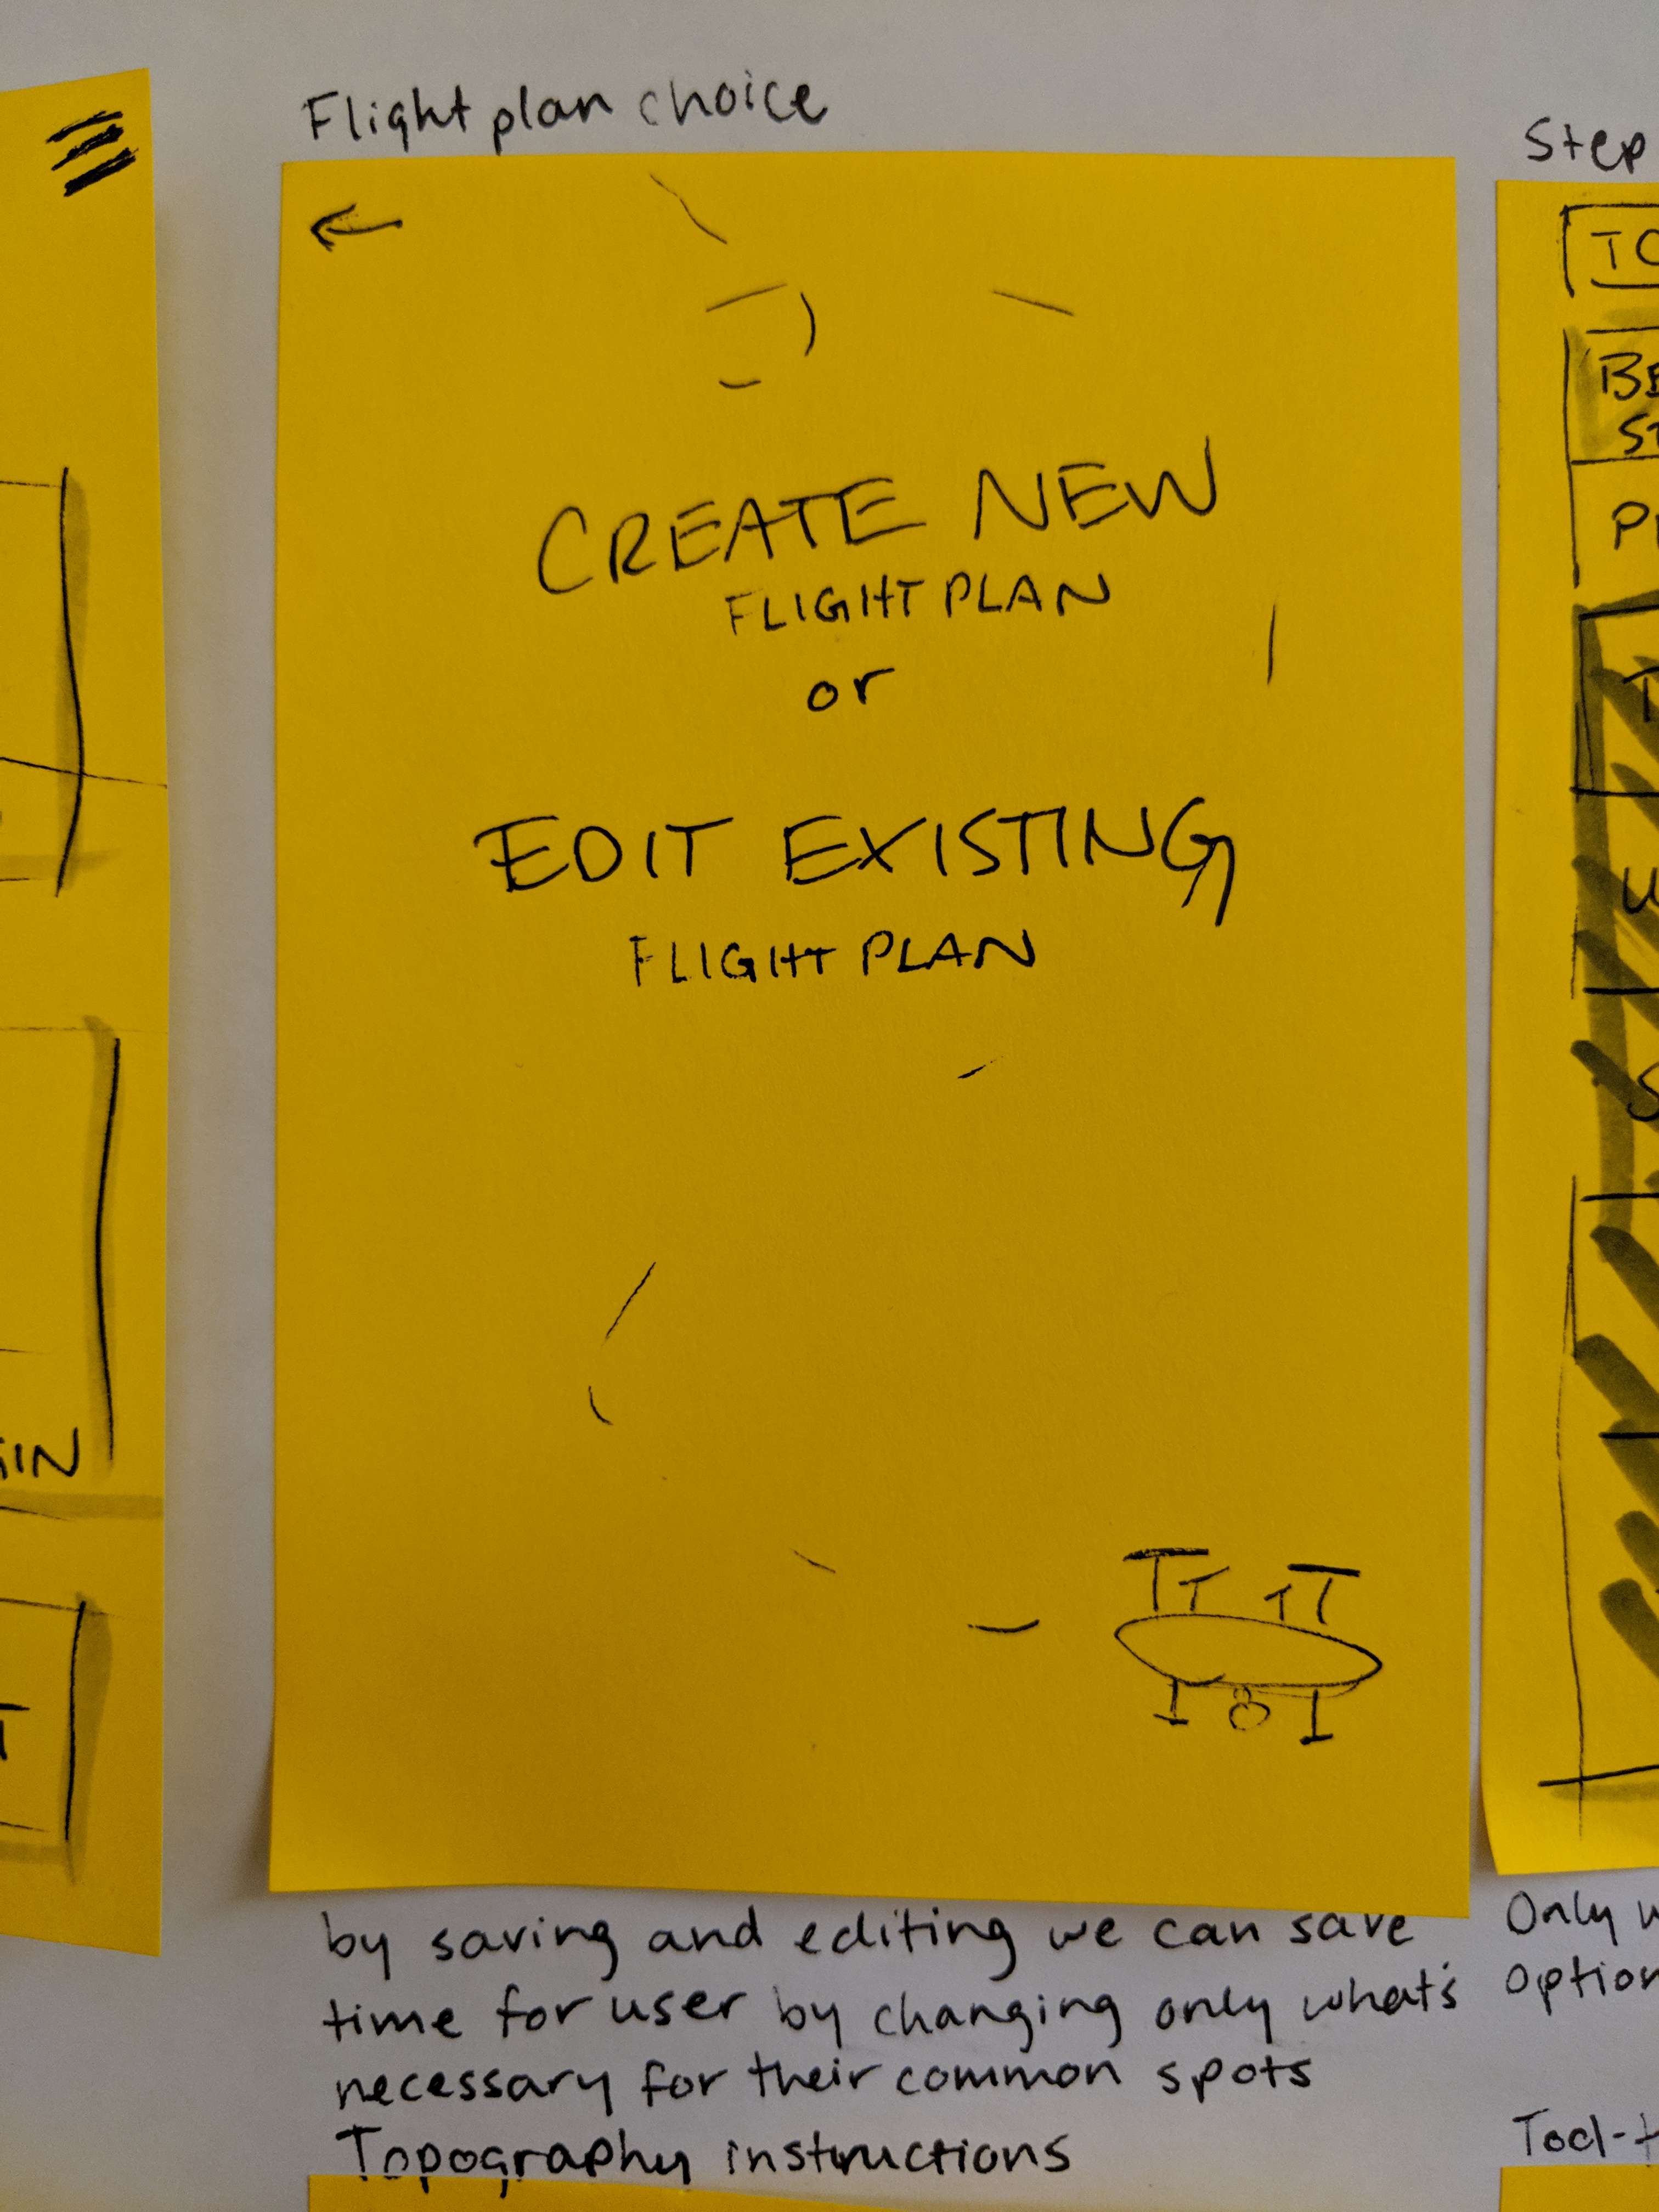 Flight plan choice
CREATE NEW
FLIGHT PLAN
or
EDIT EXISTING
FLIGHT PLAN
by saving and editing we can save
time for user by changing only what's
necessary for their common spots
Topography instructions
Step
Only
Option